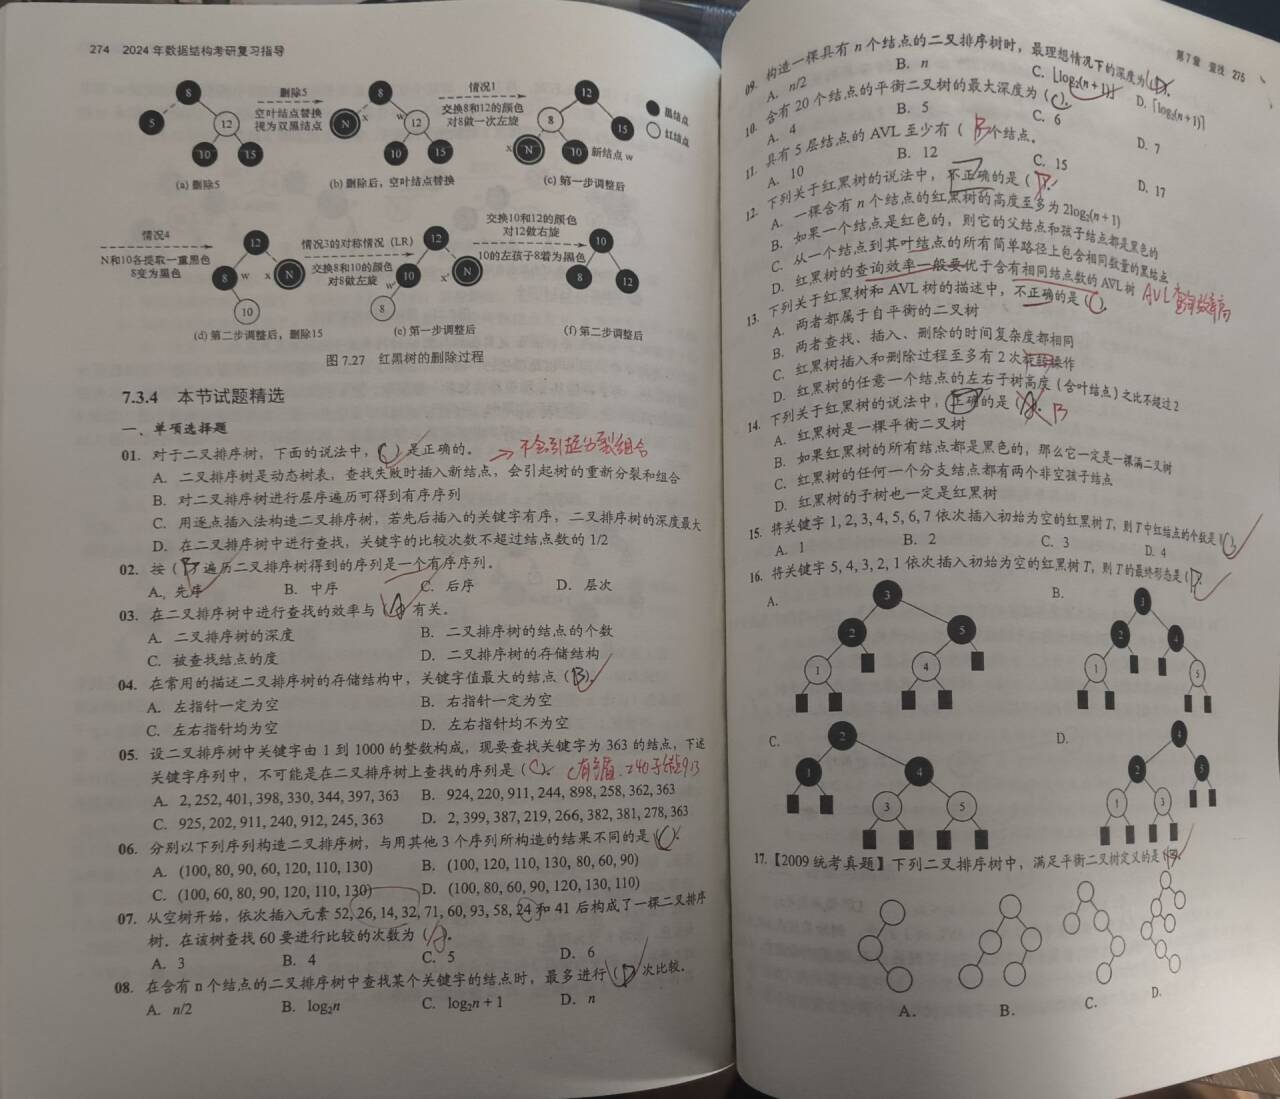 274 2024年数据结构考研复习指导
删除5
空叶结点替换
视为双黑结点
情况1
交换8和12的颜色
对8做一次左旋
黑结点
红结点
新结点 w
(a) 删除5
(b) 删除后，空叶结点替换
(c) 第一步调整后
情况4
N和10各提取一重黑色
8变为黑色
情况3的对称情况（LR）
交换8和10的颜色
对8做左旋
交换10和12的颜色
对12做右旋
10的左孩子8着为黑色
(d) 第二步调整后，删除15
(e) 第一步调整后
(f) 第二步调整后
图 7.27 红黑树的删除过程
7.3.4 本节试题精选
一、单项选择题
01. 对于二叉排序树，下面的说法中，（C）是正确的。 → 不会引起分裂组合
A. 二叉排序树是动态树表，查找失败时插入新结点，会引起树的重新分裂和组合
B. 对二叉排序树进行层序遍历可得到有序序列
C. 用逐点插入法构造二叉排序树，若先后插入的关键字有序，二叉排序树的深度最大
D. 在二叉排序树中进行查找，关键字的比较次数不超过结点数的 1/2
02. 按（B）遍历二叉排序树得到的序列是一个有序序列。
A. 先序 B. 中序 C. 后序 D. 层次
03. 在二叉排序树中进行查找的效率与（A）有关。
A. 二叉排序树的深度 B. 二叉排序树的结点的个数
C. 被查找结点的度 D. 二叉排序树的存储结构
04. 在常用的描述二叉排序树的存储结构中，关键字值最大的结点（B）。
A. 左指针一定为空 B. 右指针一定为空
C. 左右指针均为空 D. 左右指针均不为空
05. 设二叉排序树中关键字由 1 到 1000 的整数构成，现要查找关键字为 363 的结点，下述
关键字序列中，不可能是在二叉排序树上查找的序列是（C）。
A. 2, 252, 401, 398, 330, 344, 397, 363 B. 924, 220, 911, 244, 898, 258, 362, 363
C. 925, 202, 911, 240, 912, 245, 363 D. 2, 399, 387, 219, 266, 382, 381, 278, 363
06. 分别以下列序列构造二叉排序树，与用其他 3 个序列所构造的结果不同的是（C）。
A. (100, 80, 90, 60, 120, 110, 130) B. (100, 120, 110, 130, 80, 60, 90)
C. (100, 60, 80, 90, 120, 110, 130) D. (100, 80, 60, 90, 120, 130, 110)
07. 从空树开始，依次插入元素 52, 26, 14, 32, 71, 60, 93, 58, 24 和 41 后构成了一棵二叉排序
树。在该树查找 60 要进行比较的次数为（A）。
A. 3 B. 4 C. 5 D. 6
08. 在含有 n 个结点的二叉排序树中查找某个关键字的结点时，最多进行（D）次比较。
A. n/2 B. log₂n C. log₂n + 1 D. n
第7章 查找 275
09. 构造一棵具有 n 个结点的二叉排序树时，最理想情况下的深度为（D）。
A. n/2 B. n C. ⌊log₂(n+1)⌋ D. ⌈log₂(n+1)⌉
10. 含有 20 个结点的平衡二叉树的最大深度为（C）。
A. 4 B. 5 C. 6 D. 7
11. 具有 5 层结点的 AVL 至少有（B）个结点。
A. 10 B. 12 C. 15 D. 17
12. 下列关于红黑树的说法中，不正确的是（D）。
A. 一棵含有 n 个结点的红黑树的高度至多为 2log₂(n+1)
B. 如果一个结点是红色的，则它的父结点和孩子结点都是黑色的
C. 从一个结点到其叶结点的所有简单路径上包含相同数量的黑结点
D. 红黑树的查询效率一般要优于含有相同结点数的 AVL 树 AVL查询效率高
13. 下列关于红黑树和 AVL 树的描述中，不正确的是（C）。
A. 两者都属于自平衡的二叉树
B. 两者查找、插入、删除的时间复杂度都相同
C. 红黑树插入和删除过程至多有 2 次旋转操作
D. 红黑树的任意一个结点的左右子树高度（含叶结点）之比不超过 2
14. 下列关于红黑树的说法中，正确的是（A）。 B
A. 红黑树是一棵平衡二叉树
B. 如果红黑树的所有结点都是黑色的，那么它一定是一棵满二叉树
C. 红黑树的任何一个分支结点都有两个非空孩子结点
D. 红黑树的子树也一定是红黑树
15. 将关键字 1, 2, 3, 4, 5, 6, 7 依次插入初始为空的红黑树 T，则 T 中红结点的个数是（C）。
A. 1 B. 2 C. 3 D. 4
16. 将关键字 5, 4, 3, 2, 1 依次插入初始为空的红黑树 T，则 T 的最终形态是（D）。
A. B.
C. D.
17. 【2009 统考真题】下列二叉排序树中，满足平衡二叉树定义的是（B）。
A. B. C. D.